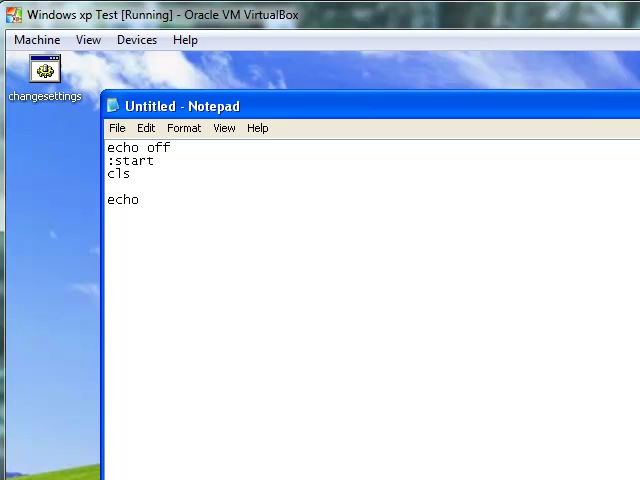 Windows xp Test [Running] - Oracle VM VirtualBox
Machine View Devices Help
changesettings
Untitled - Notepad
File Edit Format View Help
echo off
:start
cls
echo